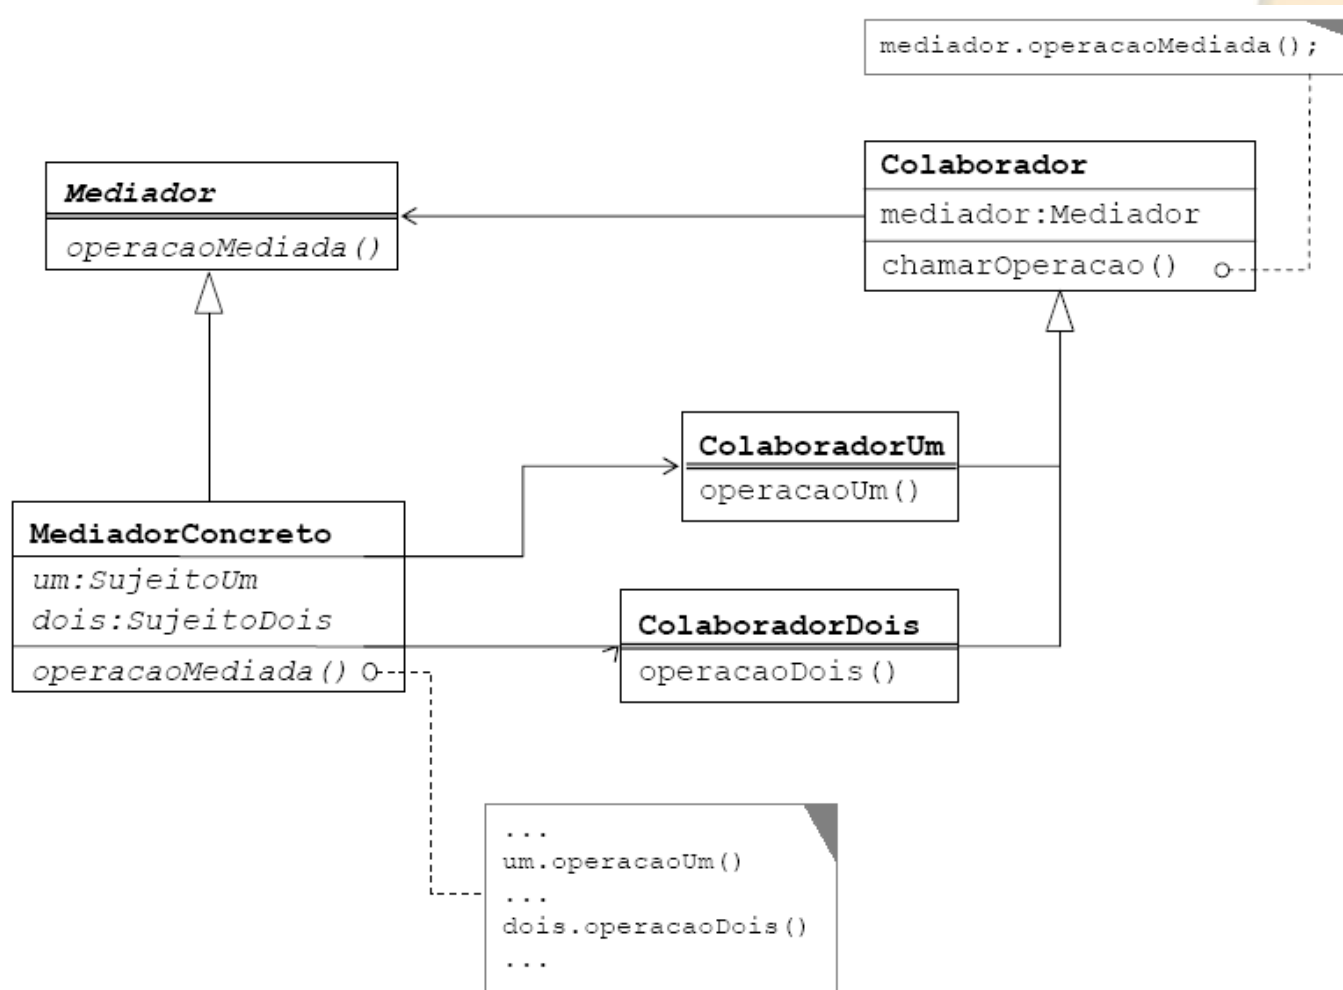 mediador.operacaoMediada();
Mediador
operacaoMediada()
Colaborador
mediador:Mediador
chamarOperacao()
ColaboradorUm
operacaoUm()
MediadorConcreto
um:SujeitoUm
dois:SujeitoDois
operacaoMediada()
ColaboradorDois
operacaoDois()
...
um.operacaoUm()
...
dois.operacaoDois()
...